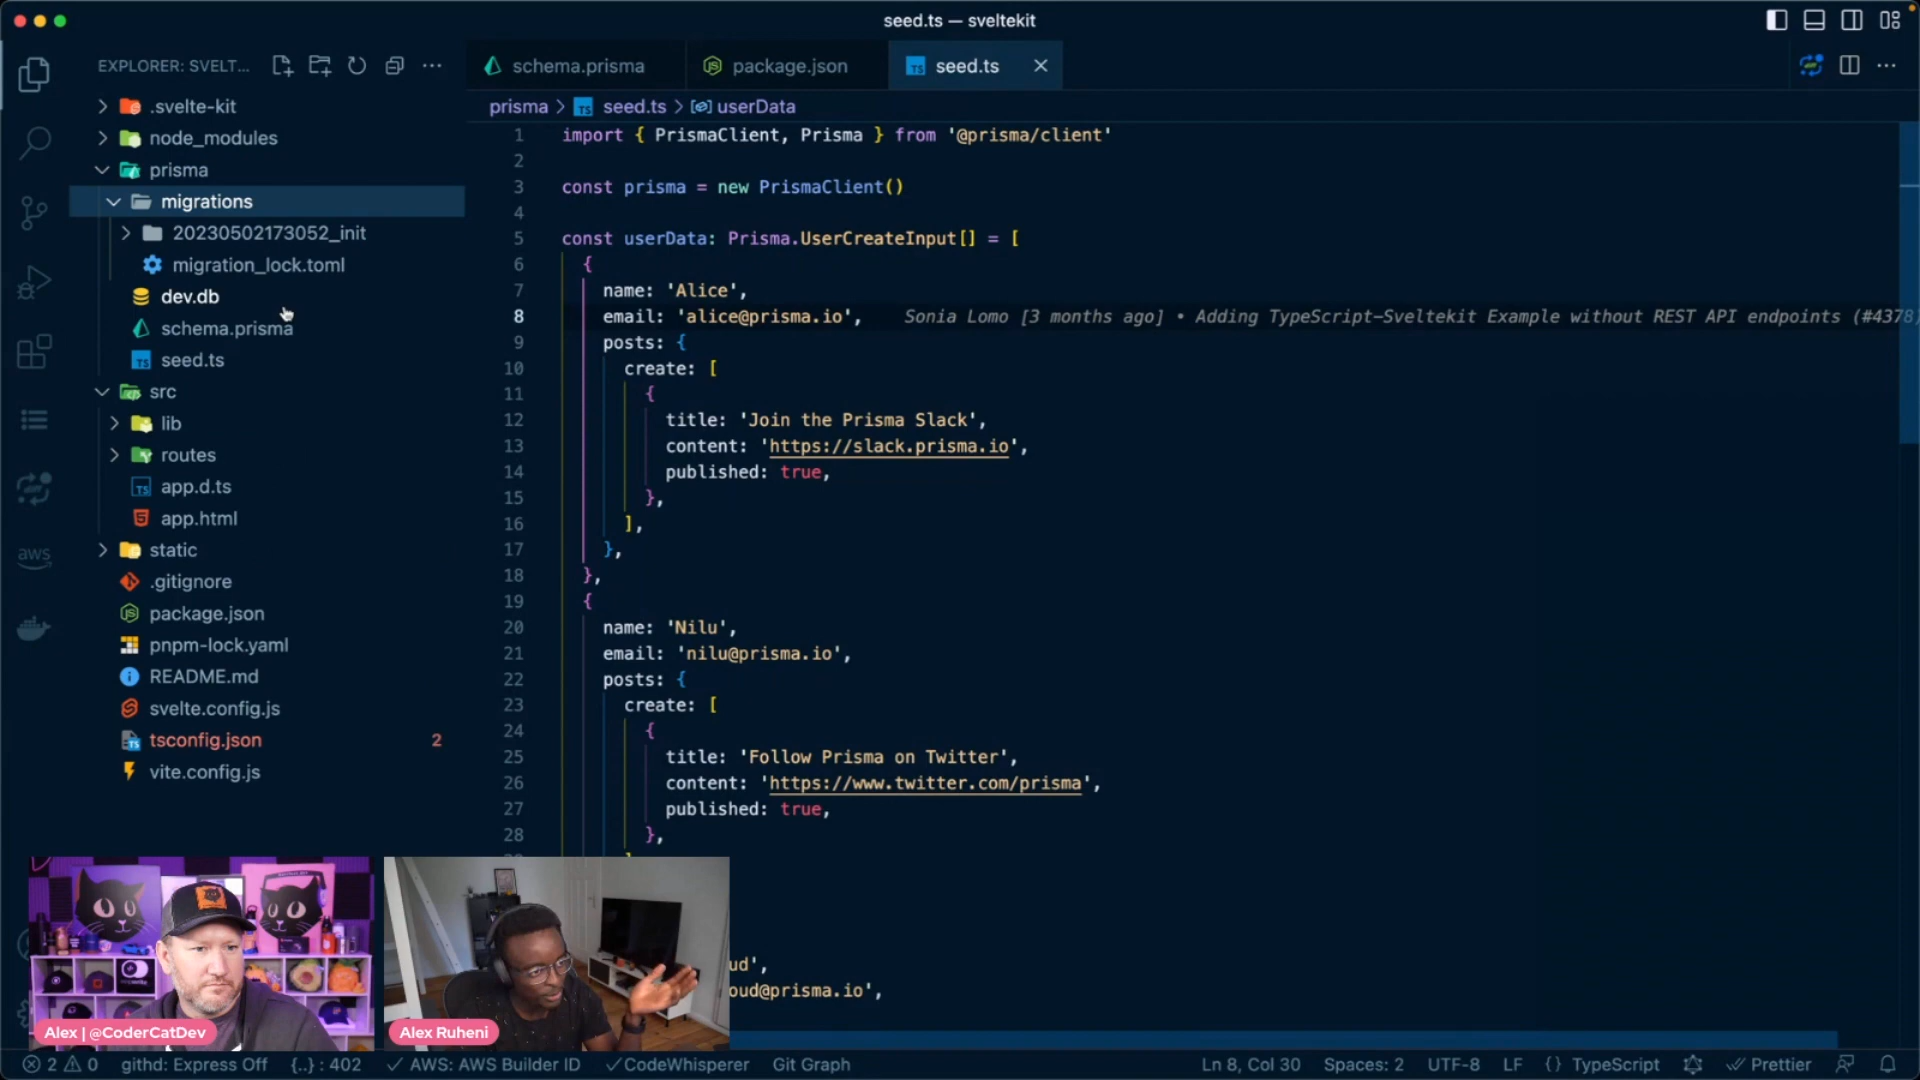 seed.ts — sveltekit
EXPLORER: SVELT...
.svelte-kit
node_modules
prisma
migrations
20230502173052_init
migration_lock.toml
dev.db
schema.prisma
seed.ts
src
lib
routes
app.d.ts
app.html
static
.gitignore
package.json
pnpm-lock.yaml
README.md
svelte.config.js
tsconfig.json 2
vite.config.js
aws
schema.prisma package.json seed.ts
prisma > seed.ts > userData
1 import { PrismaClient, Prisma } from '@prisma/client'
2
3 const prisma = new PrismaClient()
4
5 const userData: Prisma.UserCreateInput[] = [
6 {
7 name: 'Alice',
8 email: 'alice@prisma.io', Sonia Lomo [3 months ago] • Adding TypeScript-Sveltekit Example without REST API endpoints (#4378)
9 posts: {
10 create: [
11 {
12 title: 'Join the Prisma Slack',
13 content: 'https://slack.prisma.io',
14 published: true,
15 },
16 ],
17 },
18 },
19 {
20 name: 'Nilu',
21 email: 'nilu@prisma.io',
22 posts: {
23 create: [
24 {
25 title: 'Follow Prisma on Twitter',
26 content: 'https://www.twitter.com/prisma',
27 published: true,
28 },
ud',
oud@prisma.io',
Alex | @CoderCatDev
Alex Ruheni
2 0 githd: Express Off {..} : 402 AWS: AWS Builder ID CodeWhisperer Git Graph Ln 8, Col 30 Spaces: 2 UTF-8 LF {} TypeScript Prettier